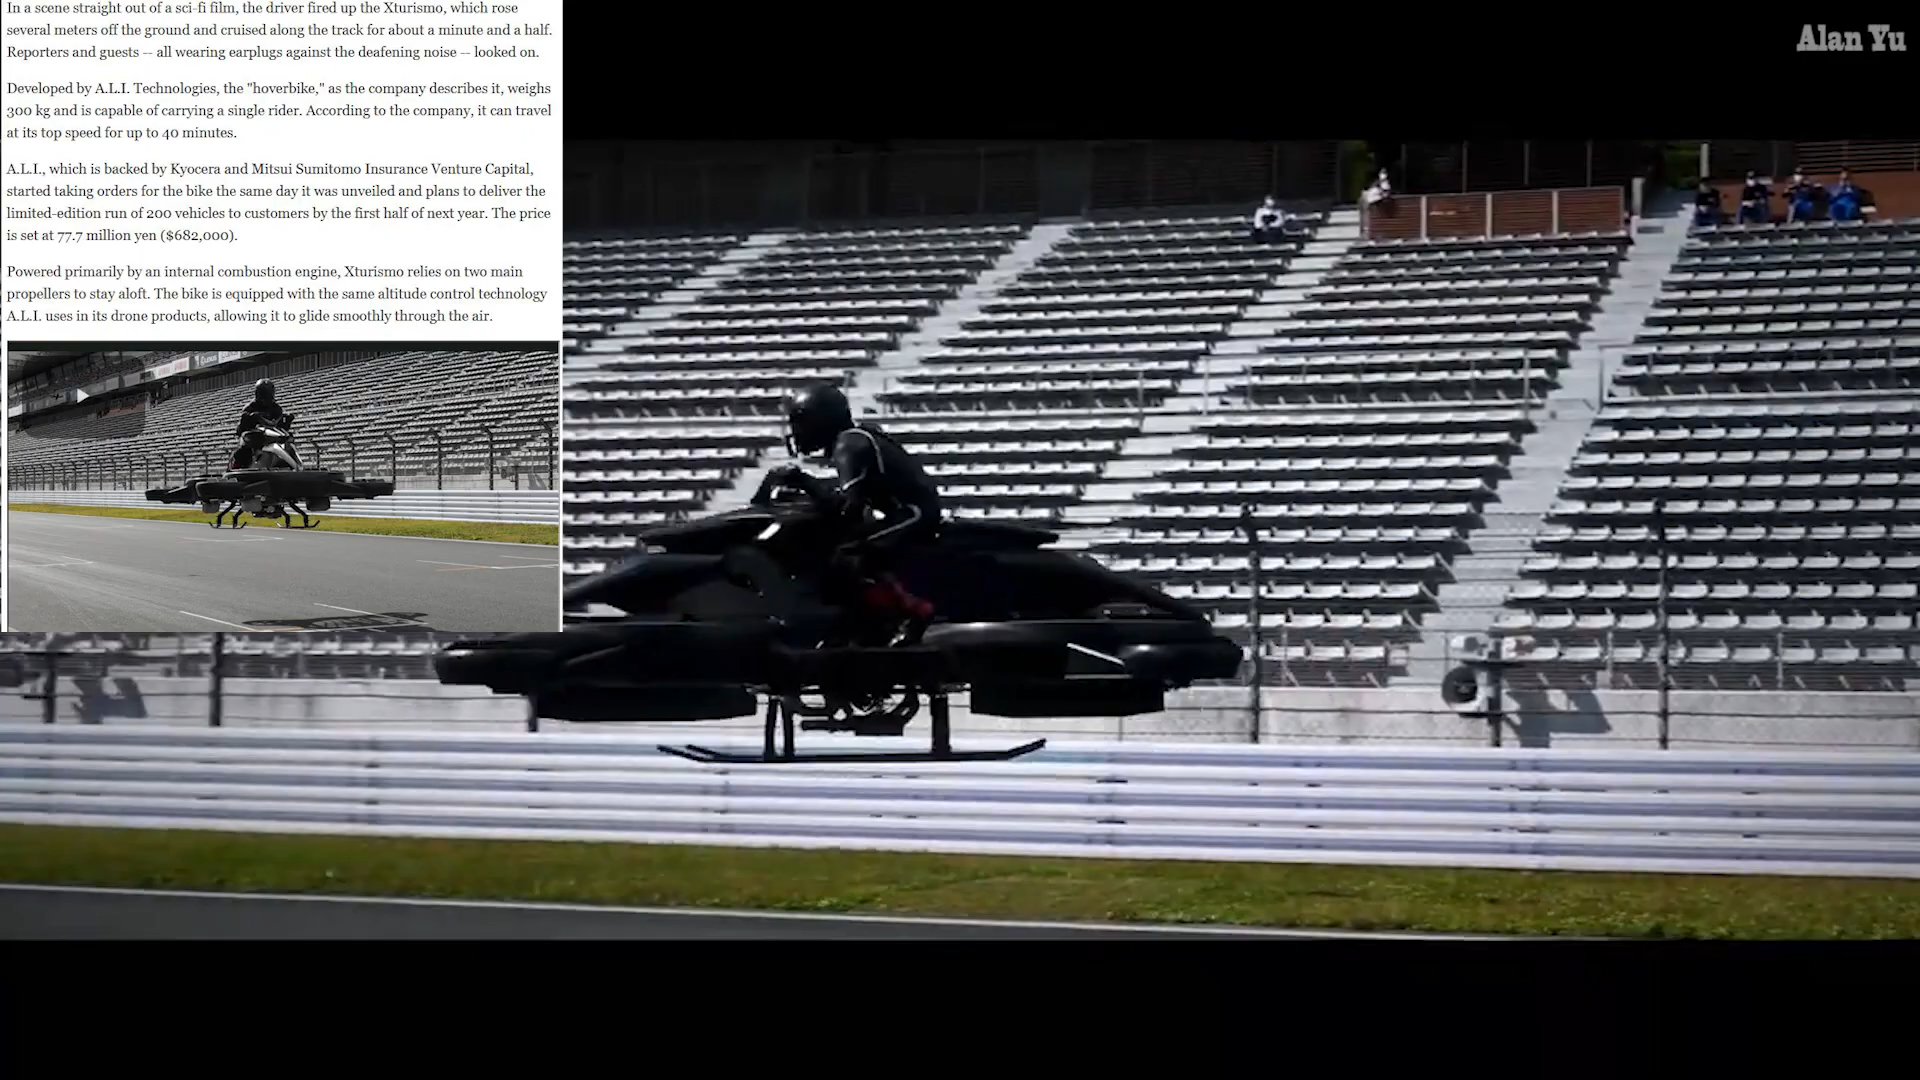 In a scene straight out of a sci-fi film, the driver fired up the Xturismo, which rose
several meters off the ground and cruised along the track for about a minute and a half.
Reporters and guests -- all wearing earplugs against the deafening noise -- looked on.
Developed by A.L.I. Technologies, the "hoverbike," as the company describes it, weighs
300 kg and is capable of carrying a single rider. According to the company, it can travel
at its top speed for up to 40 minutes.
A.L.I., which is backed by Kyocera and Mitsui Sumitomo Insurance Venture Capital,
started taking orders for the bike the same day it was unveiled and plans to deliver the
limited-edition run of 200 vehicles to customers by the first half of next year. The price
is set at 77.7 million yen ($682,000).
Powered primarily by an internal combustion engine, Xturismo relies on two main
propellers to stay aloft. The bike is equipped with the same altitude control technology
A.L.I. uses in its drone products, allowing it to glide smoothly through the air.
Alan Yu